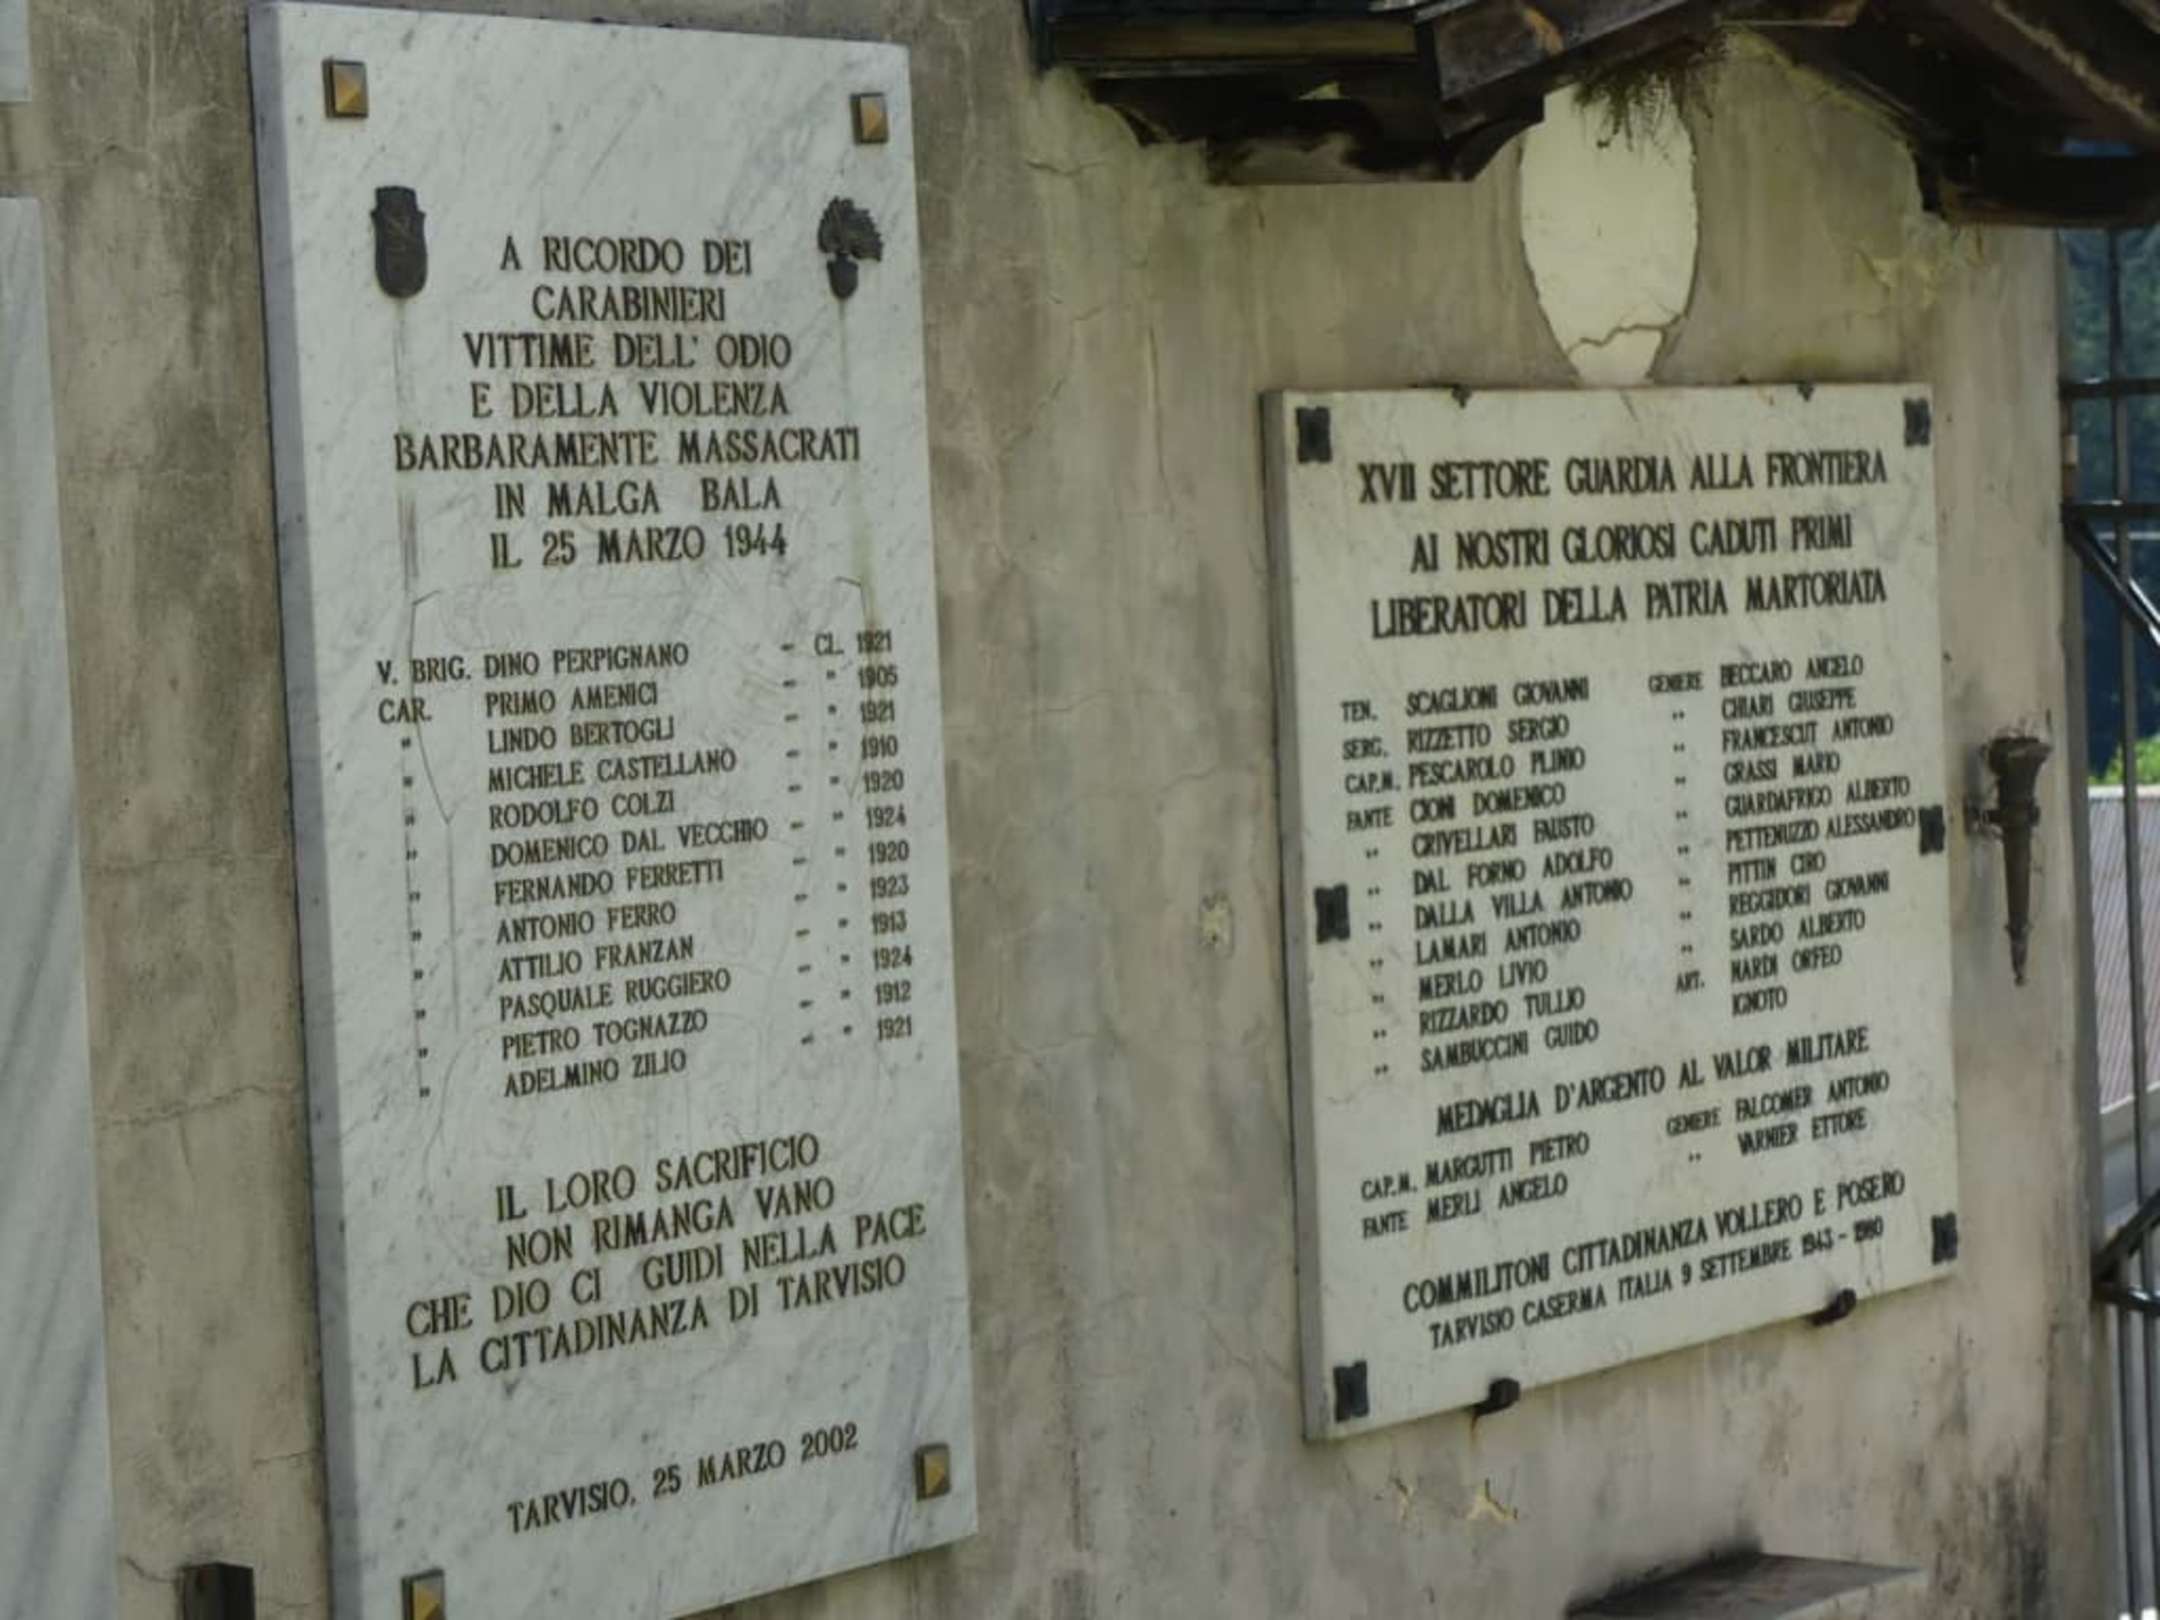 A RICORDO DEI
CARABINIERI
VITTIME DELL' ODIO
E DELLA VIOLENZA
BARBARAMENTE MASSACRATI
IN MALGA BALA
IL 25 MARZO 1944
V. BRIG. DINO PERPIGNANO - CL. 1921
CAR. PRIMO AMENICI - " 1905
" LINDO BERTOGLI - " 1921
" MICHELE CASTELLANO - " 1910
" RODOLFO COLZI - " 1920
" DOMENICO DAL VECCHIO - " 1924
" FERNANDO FERRETTI - " 1920
" ANTONIO FERRO - " 1923
" ATTILIO FRANZAN - " 1913
" PASQUALE RUGGIERO - " 1924
" PIETRO TOGNAZZO - " 1912
" ADELMINO ZILIO - " 1921
IL LORO SACRIFICIO
NON RIMANGA VANO
CHE DIO CI GUIDI NELLA PACE
LA CITTADINANZA DI TARVISIO
TARVISIO, 25 MARZO 2002
XVII SETTORE GUARDIA ALLA FRONTIERA
AI NOSTRI GLORIOSI CADUTI PRIMI
LIBERATORI DELLA PATRIA MARTORIATA
TEN. SCAGLIONI GIOVANNI
SERG. RIZZETTO SERGIO
CAP.M. PESCAROLO PLINIO
FANTE CIONI DOMENICO
" CRIVELLARI FAUSTO
" DAL FORNO ADOLFO
" DALLA VILLA ANTONIO
" LAMARI ANTONIO
" MERLO LIVIO
" RIZZARDO TULLIO
" SAMBUCCINI GUIDO
GENIERE BECCARO ANGELO
" CHIARI GIUSEPPE
" FRANCESCUT ANTONIO
" GRASSI MARIO
" GUARDAFRIGO ALBERTO
" PETTENUZZO ALESSANDRO
" PITTIN CIRO
" REGGIDORI GIOVANNI
" SARDO ALBERTO
ART. NARDI ORFEO
IGNOTO
MEDAGLIA D'ARGENTO AL VALOR MILITARE
CAP.M. MARGUTTI PIETRO
FANTE MERLI ANGELO
GENIERE FALCOMER ANTONIO
" VARNIER ETTORE
COMMILITONI CITTADINANZA VOLLERO E POSERO
TARVISIO CASERMA ITALIA 9 SETTEMBRE 1943 - 1980